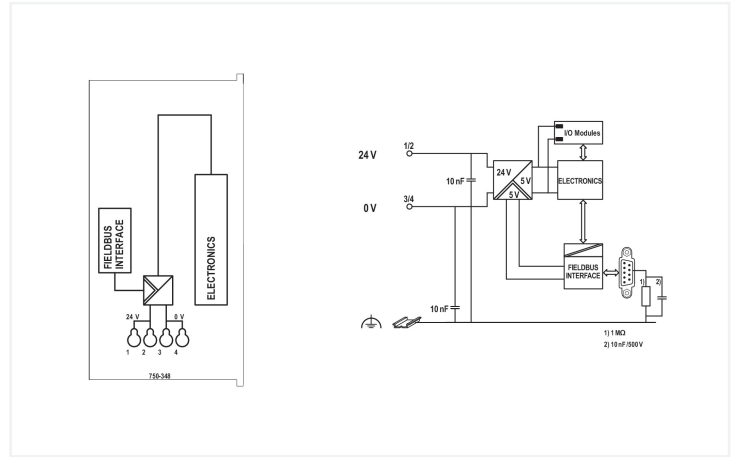 FIELDBUS
INTERFACE
ELECTRONICS
24 V
0 V
1
2
3
4
750-348
24 V
1/2
0 V
3/4
10 nF
10 nF
24 V
5 V
5 V
I/O Modules
ELECTRONICS
FIELDBUS
INTERFACE
1)
2)
1) 1 MΩ
2) 10 nF/500 V